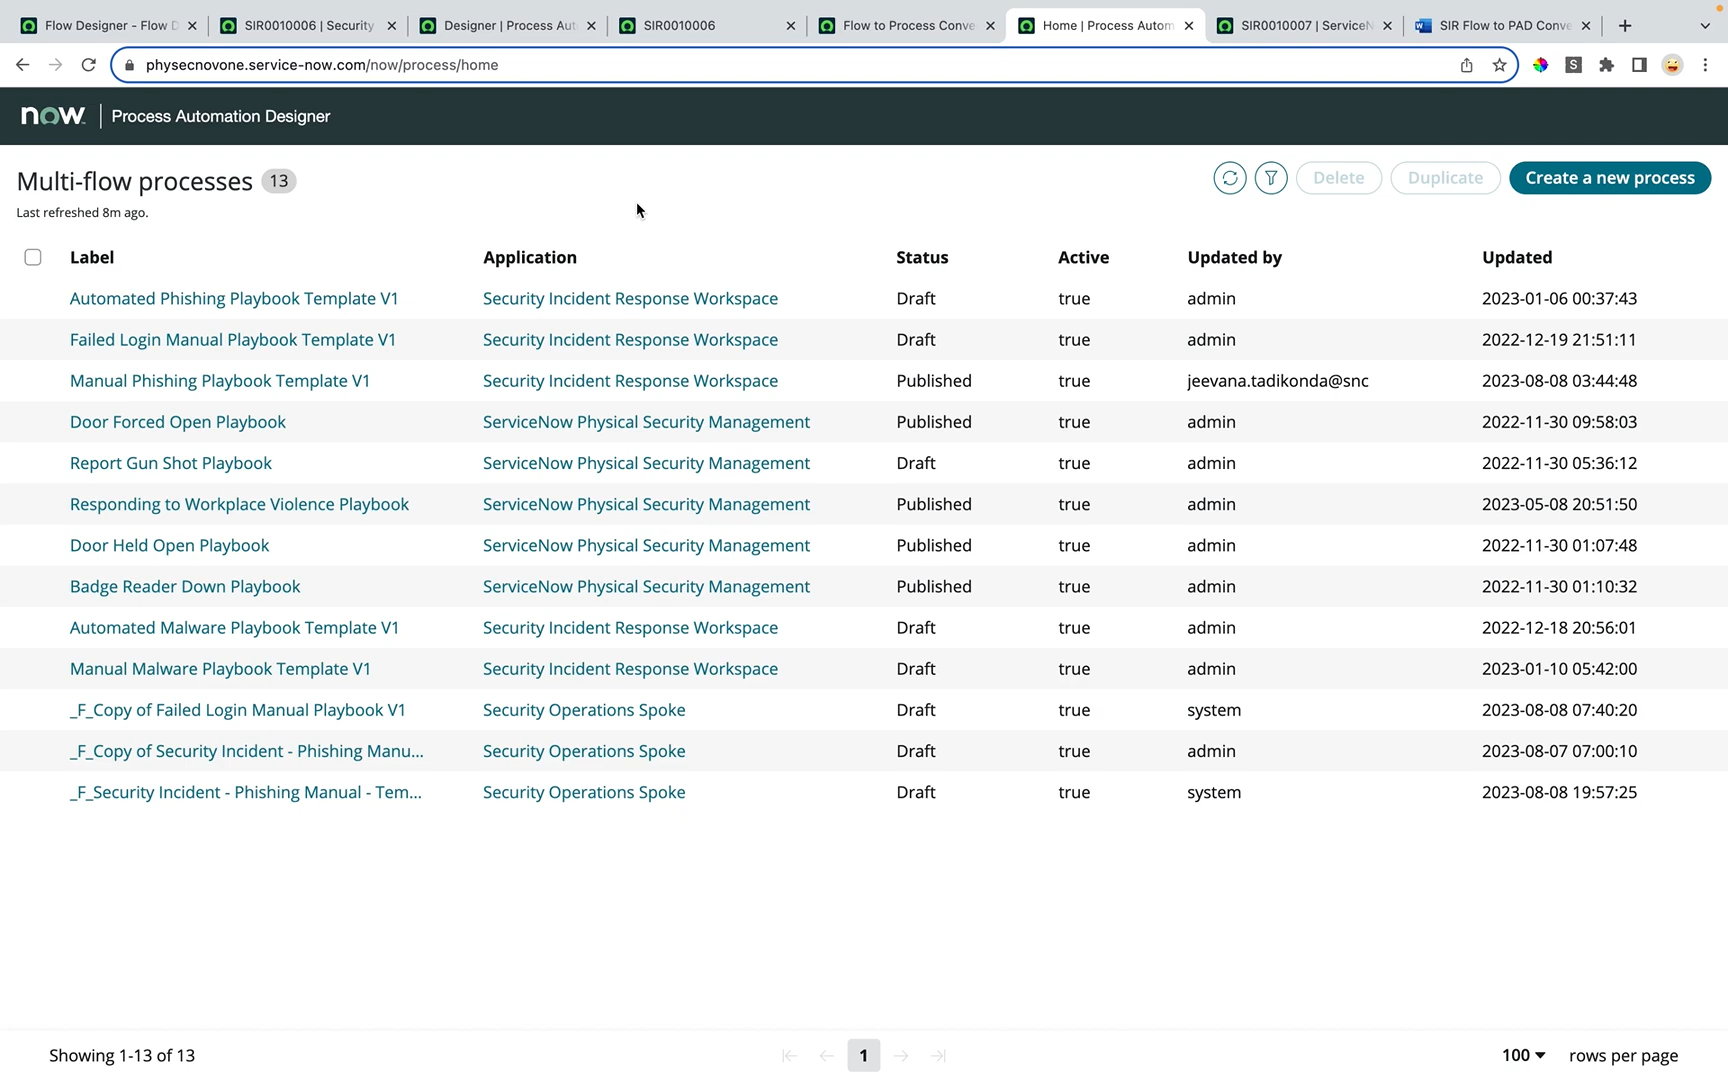 Flow Designer - Flow D
SIR0010006 | Security
Designer | Process Aut
SIR0010006
Flow to Process Conve
Home | Process Autom
SIR0010007 | ServiceN
SIR Flow to PAD Conve
physecnovone.service-now.com/now/process/home
now Process Automation Designer
Multi-flow processes 13
Delete Duplicate Create a new process
Last refreshed 8m ago.
Label Application Status Active Updated by Updated
Automated Phishing Playbook Template V1 Security Incident Response Workspace Draft true admin 2023-01-06 00:37:43
Failed Login Manual Playbook Template V1 Security Incident Response Workspace Draft true admin 2022-12-19 21:51:11
Manual Phishing Playbook Template V1 Security Incident Response Workspace Published true jeevana.tadikonda@snc 2023-08-08 03:44:48
Door Forced Open Playbook ServiceNow Physical Security Management Published true admin 2022-11-30 09:58:03
Report Gun Shot Playbook ServiceNow Physical Security Management Draft true admin 2022-11-30 05:36:12
Responding to Workplace Violence Playbook ServiceNow Physical Security Management Published true admin 2023-05-08 20:51:50
Door Held Open Playbook ServiceNow Physical Security Management Published true admin 2022-11-30 01:07:48
Badge Reader Down Playbook ServiceNow Physical Security Management Published true admin 2022-11-30 01:10:32
Automated Malware Playbook Template V1 Security Incident Response Workspace Draft true admin 2022-12-18 20:56:01
Manual Malware Playbook Template V1 Security Incident Response Workspace Draft true admin 2023-01-10 05:42:00
_F_Copy of Failed Login Manual Playbook V1 Security Operations Spoke Draft true system 2023-08-08 07:40:20
_F_Copy of Security Incident - Phishing Manu... Security Operations Spoke Draft true admin 2023-08-07 07:00:10
_F_Security Incident - Phishing Manual - Tem... Security Operations Spoke Draft true system 2023-08-08 19:57:25
Showing 1-13 of 13 1 100 rows per page